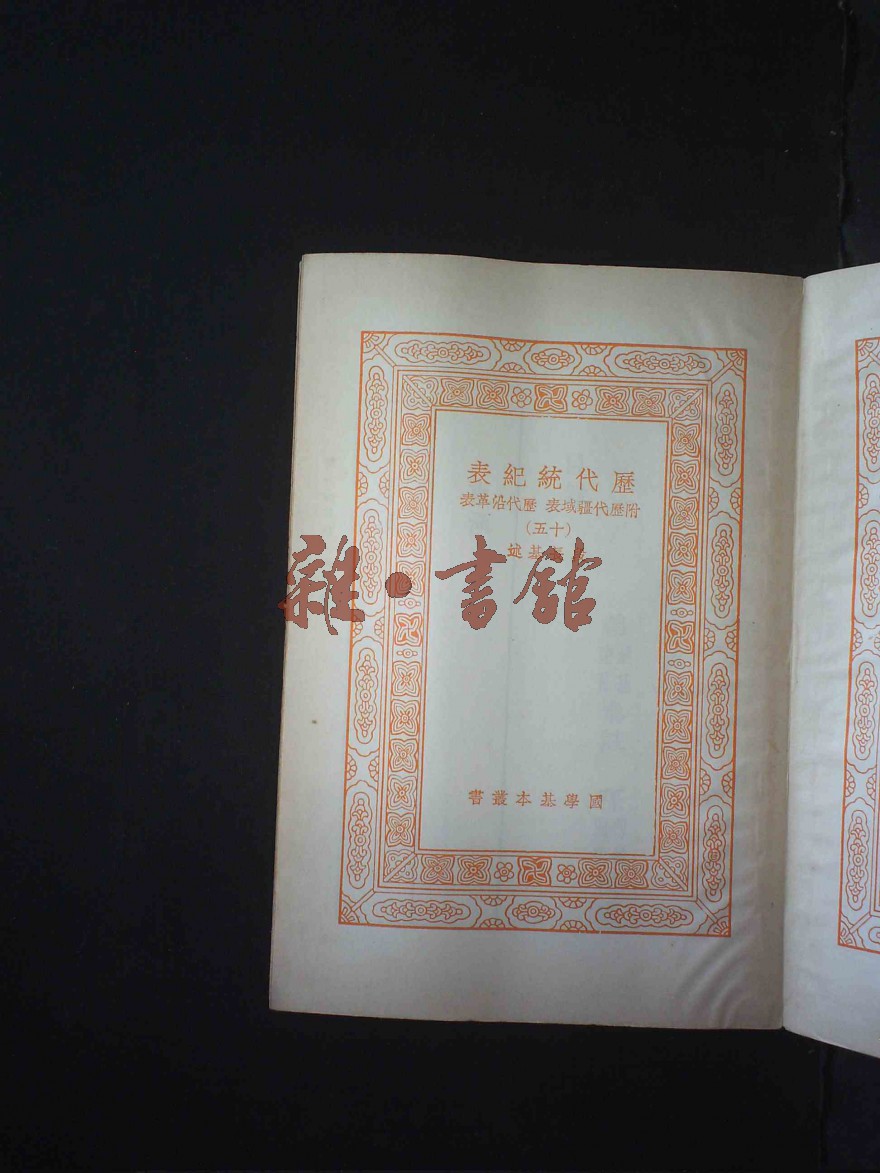 歷代統紀表
附歷代疆域表 歷代沿革表
(十五)
基述
雜·書館
國學基本叢書